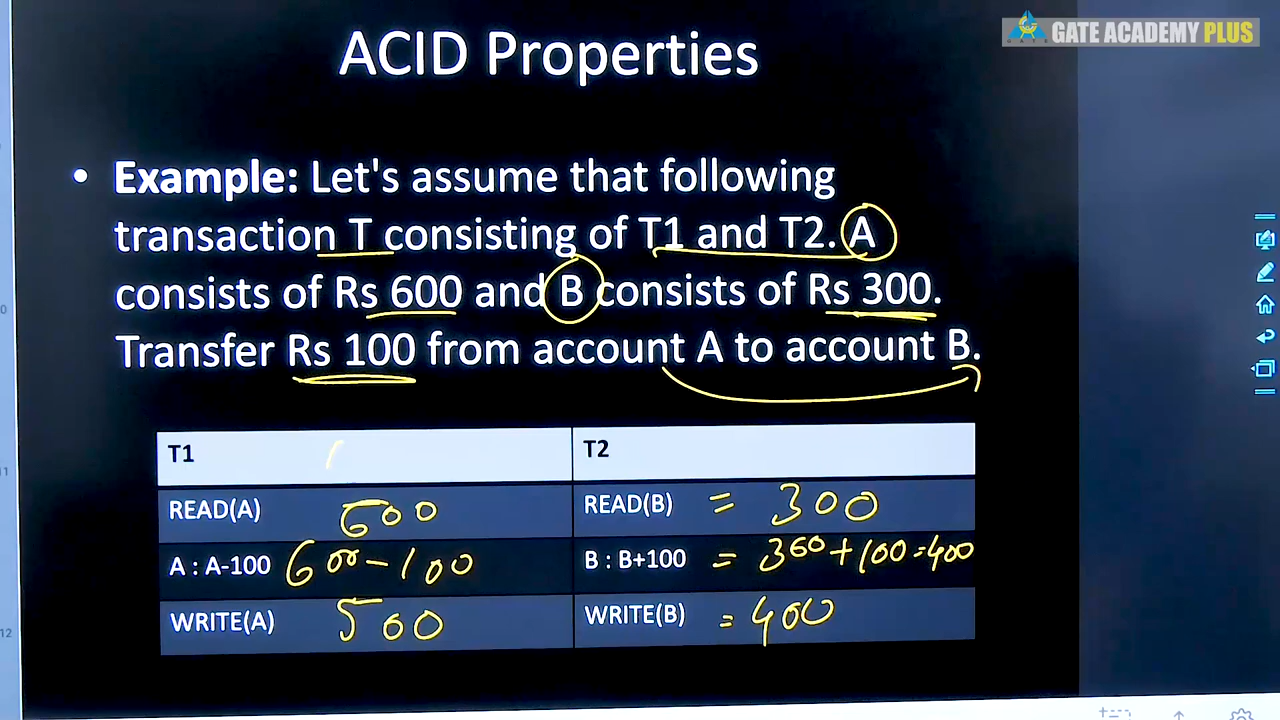 GATE ACADEMY PLUS
ACID Properties
• Example: Let's assume that following
transaction T consisting of T1 and T2. A
consists of Rs 600 and B consists of Rs 300.
Transfer Rs 100 from account A to account B.
T1 T2
READ(A) 600 READ(B) = 300
A : A-100 600-100 B : B+100 = 300+100=400
WRITE(A) 500 WRITE(B) = 400